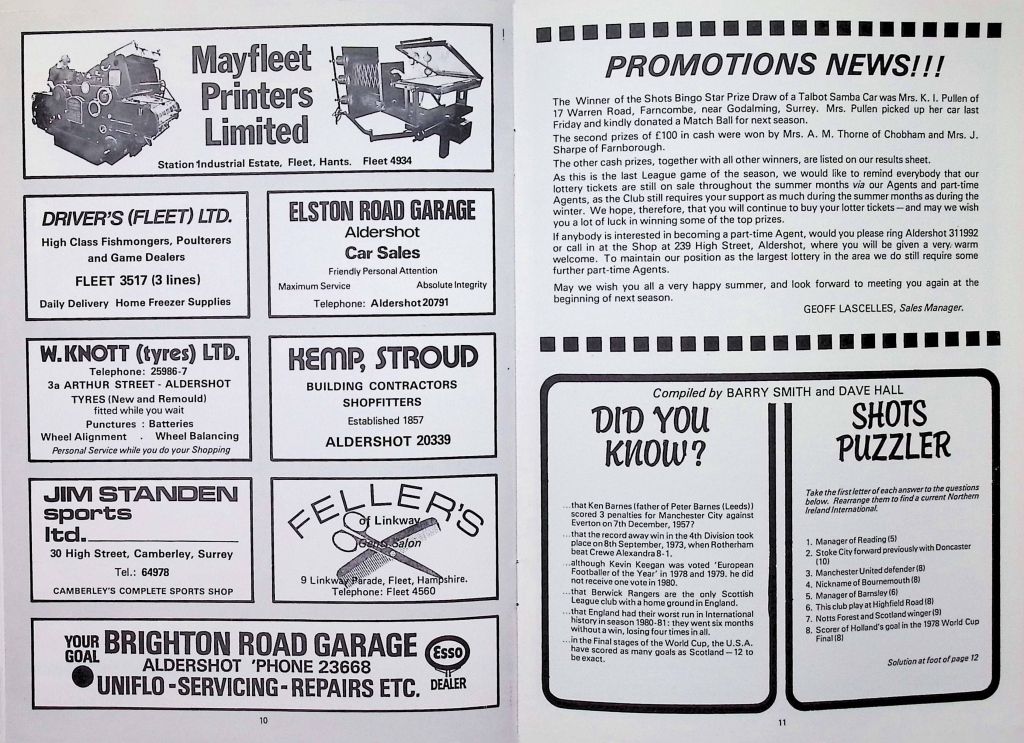 Mayfleet
Printers
Limited
Station Industrial Estate, Fleet, Hants. Fleet 4934
DRIVER'S (FLEET) LTD.
High Class Fishmongers, Poulterers
and Game Dealers
FLEET 3517 (3 lines)
Daily Delivery Home Freezer Supplies
ELSTON ROAD GARAGE
Aldershot
Car Sales
Friendly Personal Attention
Maximum Service Absolute Integrity
Telephone: Aldershot 20791
W. KNOTT (tyres) LTD.
Telephone: 25986-7
3a ARTHUR STREET - ALDERSHOT
TYRES (New and Remould)
fitted while you wait
Punctures : Batteries
Wheel Alignment . Wheel Balancing
Personal Service while you do your Shopping
KEMP, STROUD
BUILDING CONTRACTORS
SHOPFITTERS
Established 1857
ALDERSHOT 20339
JIM STANDEN
sports
ltd.
30 High Street, Camberley, Surrey
Tel.: 64978
CAMBERLEY'S COMPLETE SPORTS SHOP
FELLER'S
of Linkway
Gent's Salon
9 Linkway Parade, Fleet, Hampshire.
Telephone: Fleet 4560
YOUR
GOAL
BRIGHTON ROAD GARAGE
ALDERSHOT 'PHONE 23668
UNIFLO - SERVICING - REPAIRS ETC.
Esso
DEALER
10
PROMOTIONS NEWS!!!
The Winner of the Shots Bingo Star Prize Draw of a Talbot Samba Car was Mrs. K. I. Pullen of
17 Warren Road, Farncombe, near Godalming, Surrey. Mrs. Pullen picked up her car last
Friday and kindly donated a Match Ball for next season.
The second prizes of £100 in cash were won by Mrs. A. M. Thorne of Chobham and Mrs. J.
Sharpe of Farnborough.
The other cash prizes, together with all other winners, are listed on our results sheet.
As this is the last League game of the season, we would like to remind everybody that our
lottery tickets are still on sale throughout the summer months via our Agents and part-time
Agents, as the Club still requires your support as much during the summer months as during the
winter. We hope, therefore, that you will continue to buy your lotter tickets — and may we wish
you a lot of luck in winning some of the top prizes.
If anybody is interested in becoming a part-time Agent, would you please ring Aldershot 311992
or call in at the Shop at 239 High Street, Aldershot, where you will be given a very. warm
welcome. To maintain our position as the largest lottery in the area we do still require some
further part-time Agents.
May we wish you all a very happy summer, and look forward to meeting you again at the
beginning of next season.
GEOFF LASCELLES, Sales Manager.
Compiled by BARRY SMITH and DAVE HALL
DID YOU
KNOW?
...that Ken Barnes (father of Peter Barnes (Leeds))
scored 3 penalties for Manchester City against
Everton on 7th December, 1957?
...that the record away win in the 4th Division took
place on 8th September, 1973, when Rotherham
beat Crewe Alexandra 8-1.
...although Kevin Keegan was voted 'European
Footballer of the Year' in 1978 and 1979. he did
not receive one vote in 1980.
...that Berwick Rangers are the only Scottish
League club with a home ground in England.
...that England had their worst run in International
history in season 1980-81: they went six months
without a win, losing four times in all.
...in the Final stages of the World Cup, the U.S.A.
have scored as many goals as Scotland — 12 to
be exact.
SHOTS
PUZZLER
Take the first letter of each answer to the questions
below. Rearrange them to find a current Northern
Ireland International.
1. Manager of Reading (5)
2. Stoke City forward previously with Doncaster
(10)
3. Manchester United defender (8)
4. Nickname of Bournemouth (8)
5. Manager of Barnsley (6)
6. This club play at Highfield Road (8)
7. Notts Forest and Scotland winger (9)
8. Scorer of Holland's goal in the 1978 World Cup
Final (8)
Solution at foot of page 12
11